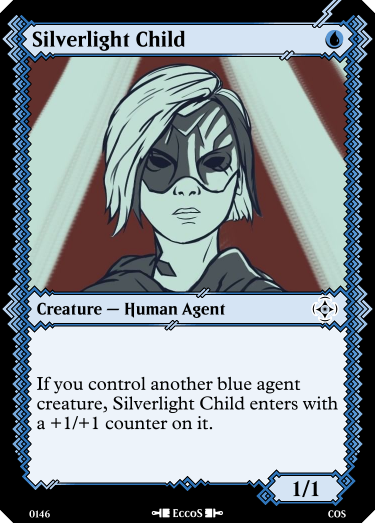 Silverlight Child
Creature — Human Agent
If you control another blue agent
creature, Silverlight Child enters with
a +1/+1 counter on it.
1/1
0146 EccoS COS